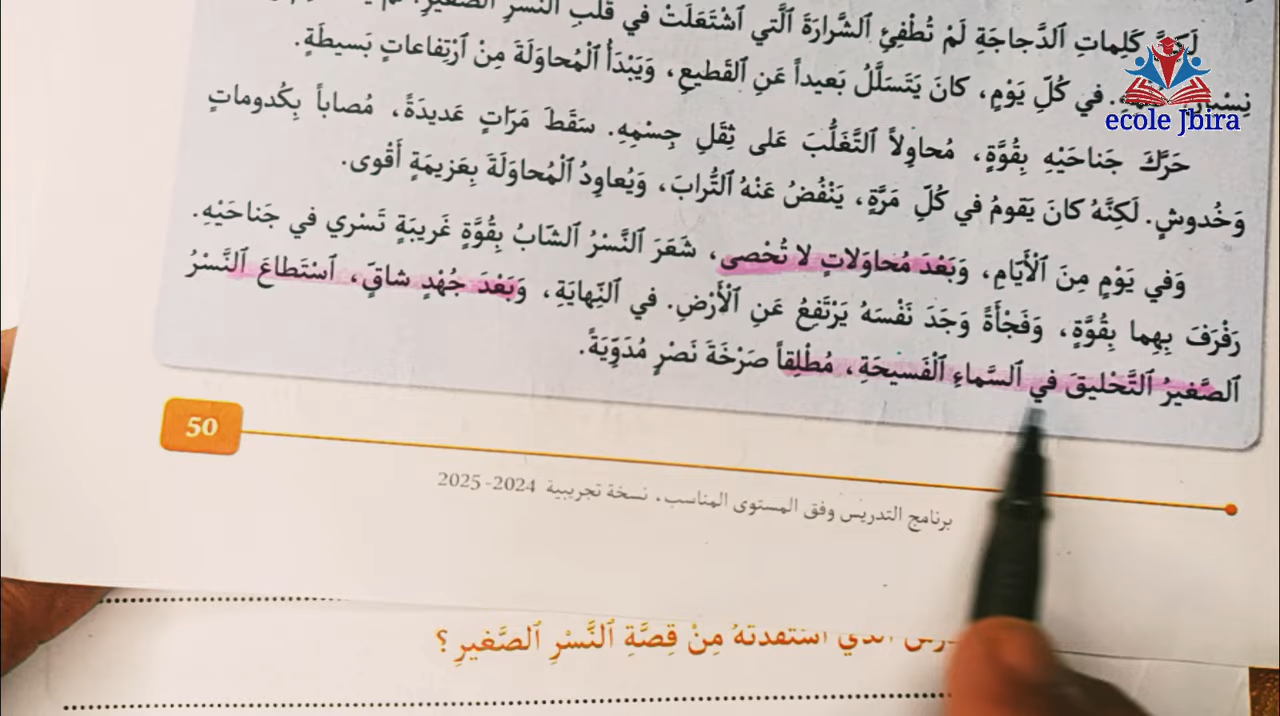 لَكِنَّ كَلِماتِ ٱلدَّجاجَةِ لَمْ تُطْفِئِ ٱلشَّرارَةَ ٱلَّتي ٱشْتَعَلَتْ في قَلْبِ ٱلنَّسْرِ ٱلصَّغيرِ.
في كُلِّ يَوْمٍ، كانَ يَتَسَلَّلُ بَعيداً عَنِ ٱلقَطيعِ، وَيَبْدَأُ ٱلْمُحاوَلَةَ مِنْ ٱرْتِفاعاتٍ بَسيطَةٍ.
حَرَّكَ جَناحَيْهِ بِقُوَّةٍ، مُحاوِلاً ٱلتَّغَلُّبَ عَلى ثِقَلِ جِسْمِهِ. سَقَطَ مَرّاتٍ عَديدَةً، مُصاباً بِكُدوماتٍ
وَخُدوشٍ. لَكِنَّهُ كانَ يَقومُ في كُلِّ مَرَّةٍ، يَنْفُضُ عَنْهُ ٱلتُّرابَ، وَيُعاوِدُ ٱلْمُحاوَلَةَ بِعَزيمَةٍ أَقْوى.
وَفي يَوْمٍ مِنَ ٱلْأَيّامِ، وَبَعْدَ مُحاوَلاتٍ لا تُحْصى، شَعَرَ ٱلنَّسْرُ ٱلشّابُ بِقُوَّةٍ غَريبَةٍ تَسْري في جَناحَيْهِ.
رَفْرَفَ بِهِما بِقُوَّةٍ، وَفَجْأَةً وَجَدَ نَفْسَهُ يَرْتَفِعُ عَنِ ٱلْأَرْضِ. في ٱلنِّهايَةِ، وَبَعْدَ جُهْدٍ شاقٍّ، ٱسْتَطاعَ ٱلنَّسْرُ
ٱلصَّغيرُ ٱلتَّحْليقَ في ٱلسَّماءِ ٱلْفَسيحَةِ، مُطْلِقاً صَرْخَةَ نَصْرٍ مُدَوِّيَةً.
50
برنامج التدريس وفق المستوى المناسب، نسخة تجريبية 2024-2025
ٱلَّذي ٱسْتَفَدْتَهُ مِنْ قِصَّةِ ٱلنَّسْرِ ٱلصَّغيرِ؟
ecole Jbira